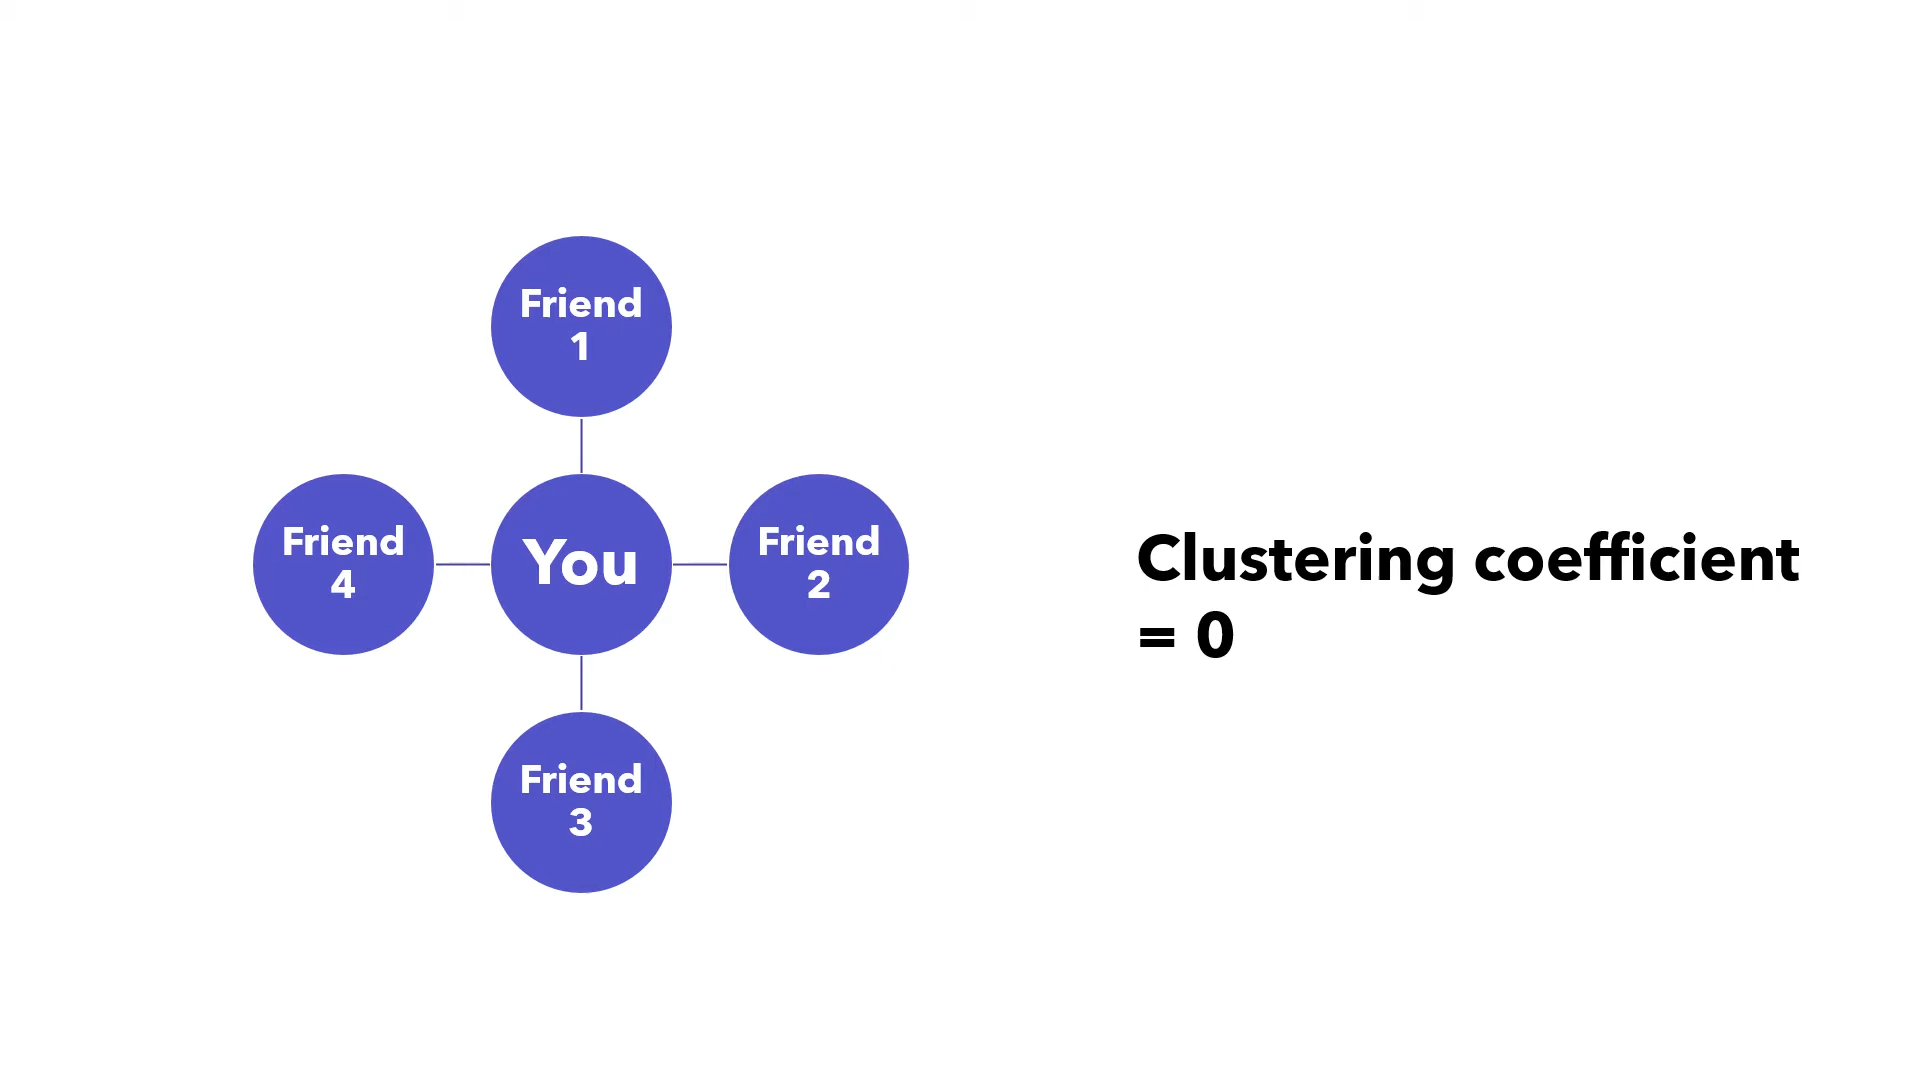 Friend
1
Friend
4
You
Friend
2
Friend
3
Clustering coefficient
= 0